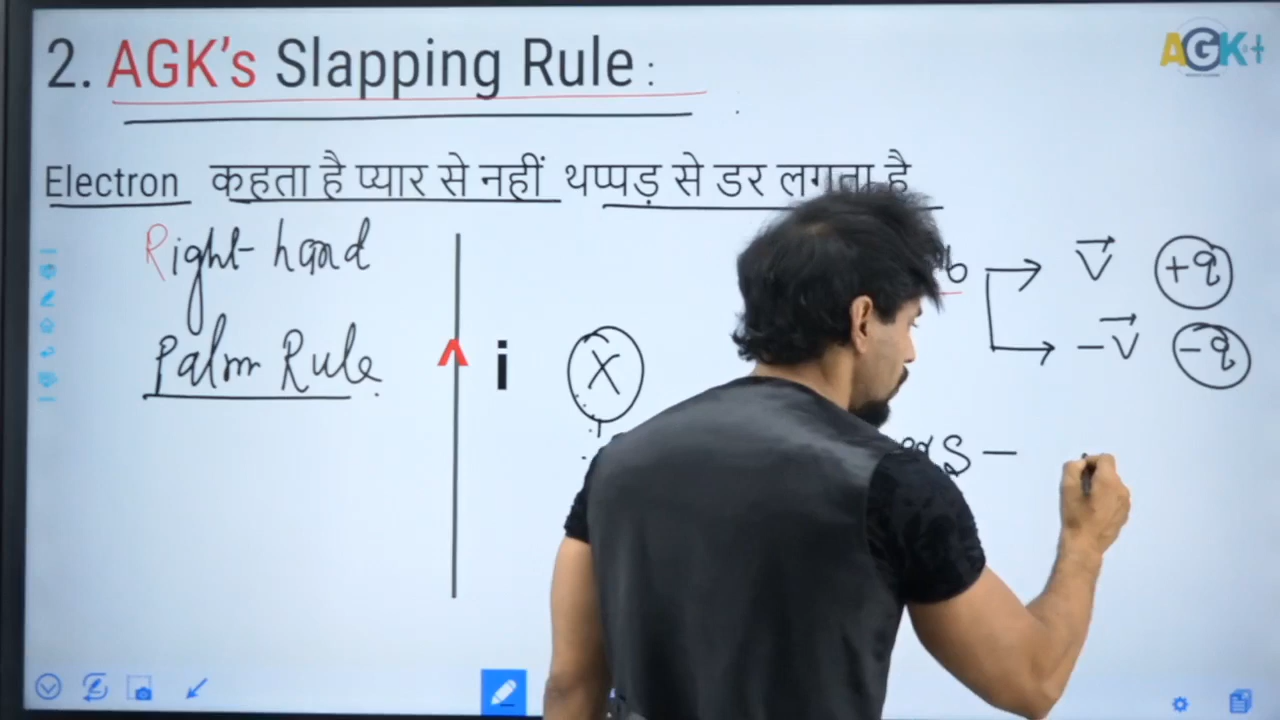 2. AGK's Slapping Rule :
AGK
Electron कहता है प्यार से नहीं थप्पड़ से डर लगता है
Right-hand
Palm Rule.
i
X
b → v⃗ +q
→ -v⃗ -q
S —